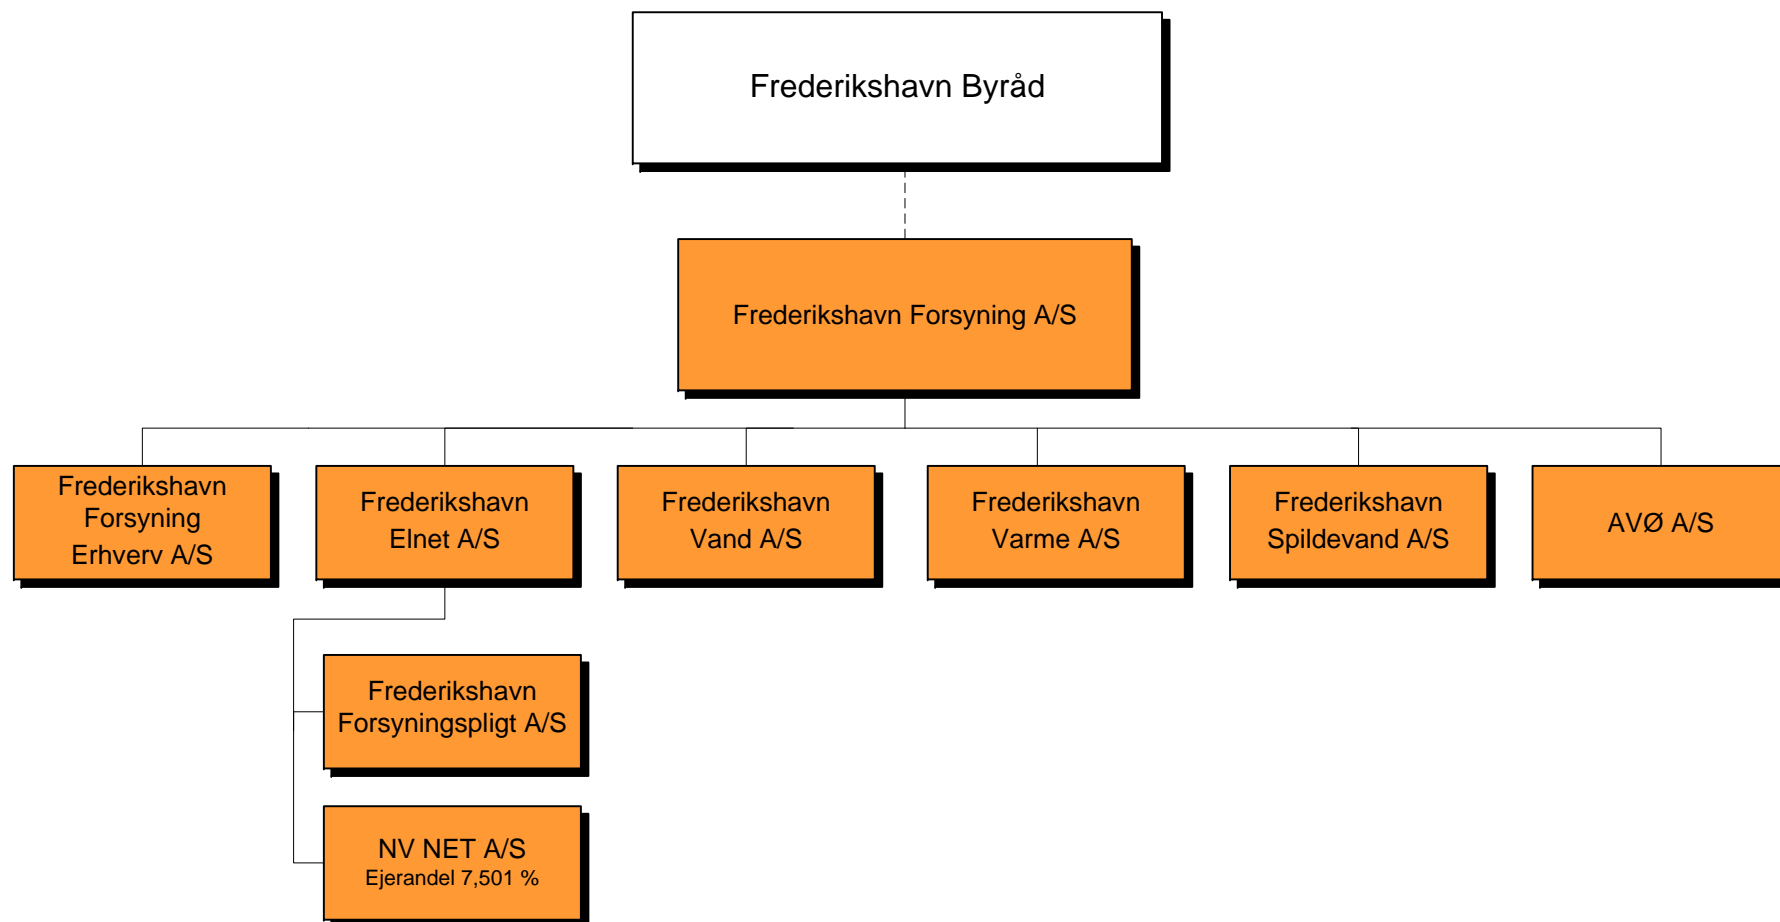 Frederikshavn Byråd
Frederikshavn Forsyning A/S
Frederikshavn
Forsyning
Erhverv A/S
Frederikshavn
Elnet A/S
Frederikshavn
Vand A/S
Frederikshavn
Varme A/S
Frederikshavn
Spildevand A/S
AVØ A/S
Frederikshavn
Forsyningspligt A/S
NV NET A/S
Ejerandel 7,501 %